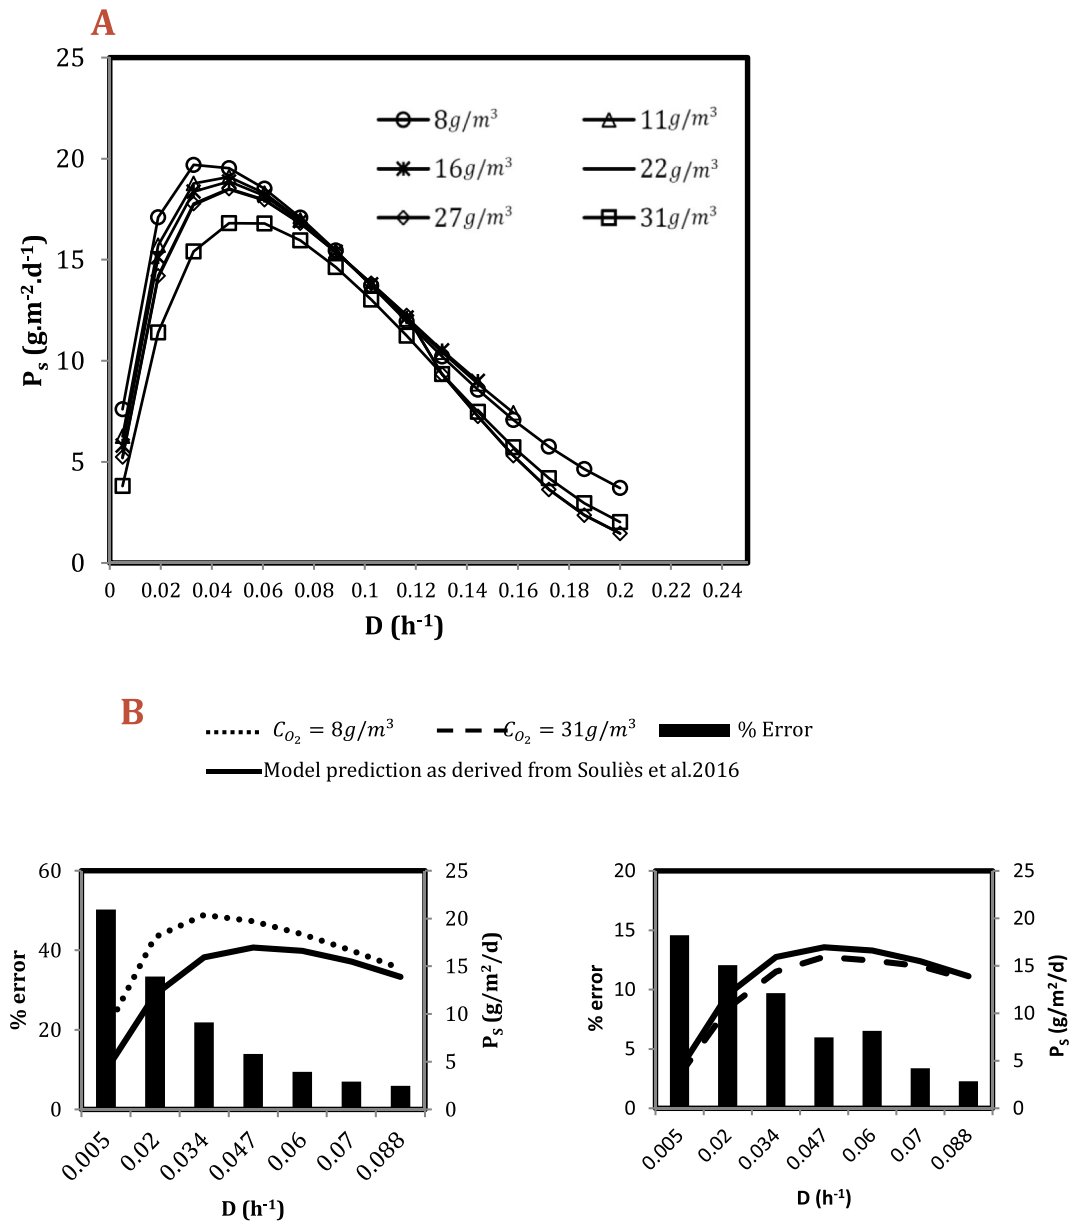 A
25
20
15
10
5
0
Pₛ (g.m⁻².d⁻¹)
8g/m³ 11g/m³
16g/m³ 22g/m³
27g/m³ 31g/m³
0 0.02 0.04 0.06 0.08 0.1 0.12 0.14 0.16 0.18 0.2 0.22 0.24
D (h⁻¹)
B
C_O₂ = 8g/m³ C_O₂ = 31g/m³ % Error
Model prediction as derived from Souliès et al.2016
60
40
20
0
% error
25
20
15
10
5
0
P_S (g/m²/d)
0.005 0.02 0.034 0.047 0.06 0.07 0.088
D (h⁻¹)
20
15
10
5
0
% error
25
20
15
10
5
0
P_S (g/m²/d)
0.005 0.02 0.034 0.047 0.06 0.07 0.088
D (h⁻¹)